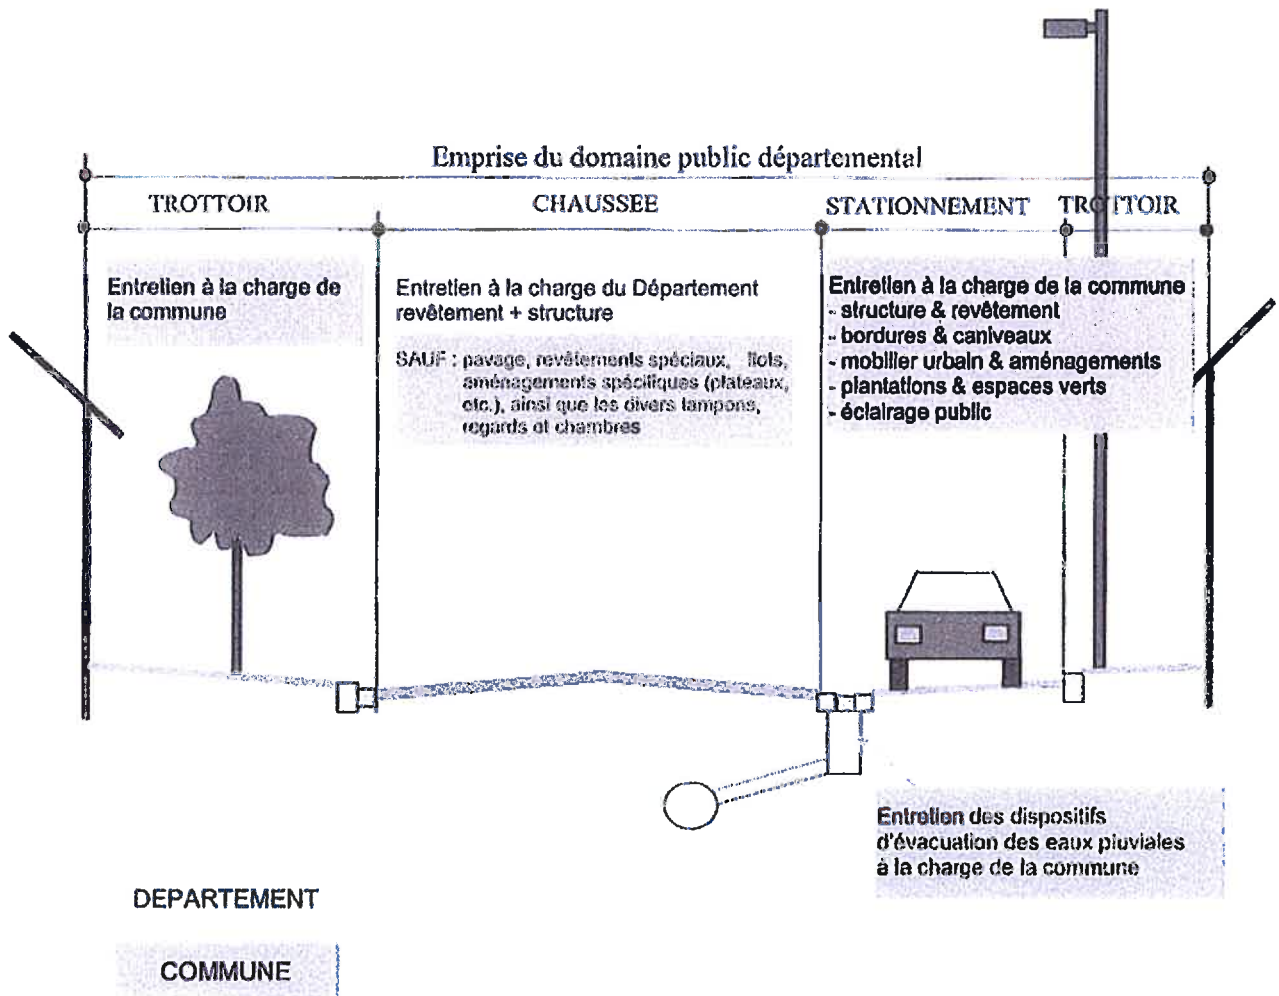 Emprise du domaine public départemental
TROTTOIR
CHAUSSEE
STATIONNEMENT
TROTTOIR
Entretien à la charge de
la commune
Entretien à la charge du Département
revêtement + structure
SAUF : pavage, revêtements spéciaux, îlots,
aménagements spécifiques (plateaux,
etc.), ainsi que les divers tampons,
regards et chambres
Entretien à la charge de la commune :
- structure & revêtement
- bordures & caniveaux
- mobilier urbain & aménagements
- plantations & espaces verts
- éclairage public
Entretien des dispositifs
d'évacuation des eaux pluviales
à la charge de la commune
DEPARTEMENT
COMMUNE